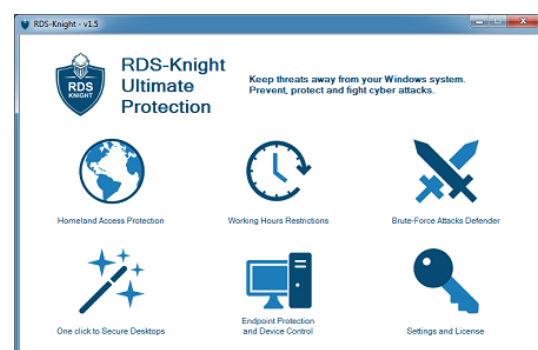 RDS-Knight - v1.5
RDS
KNIGHT
RDS-Knight
Ultimate
Protection
Keep threats away from your Windows system.
Prevent, protect and fight cyber attacks.
Homeland Access Protection
Working Hours Restrictions
Brute-Force Attacks Defender
One click to Secure Desktops
Endpoint Protection
and Device Control
Settings and License